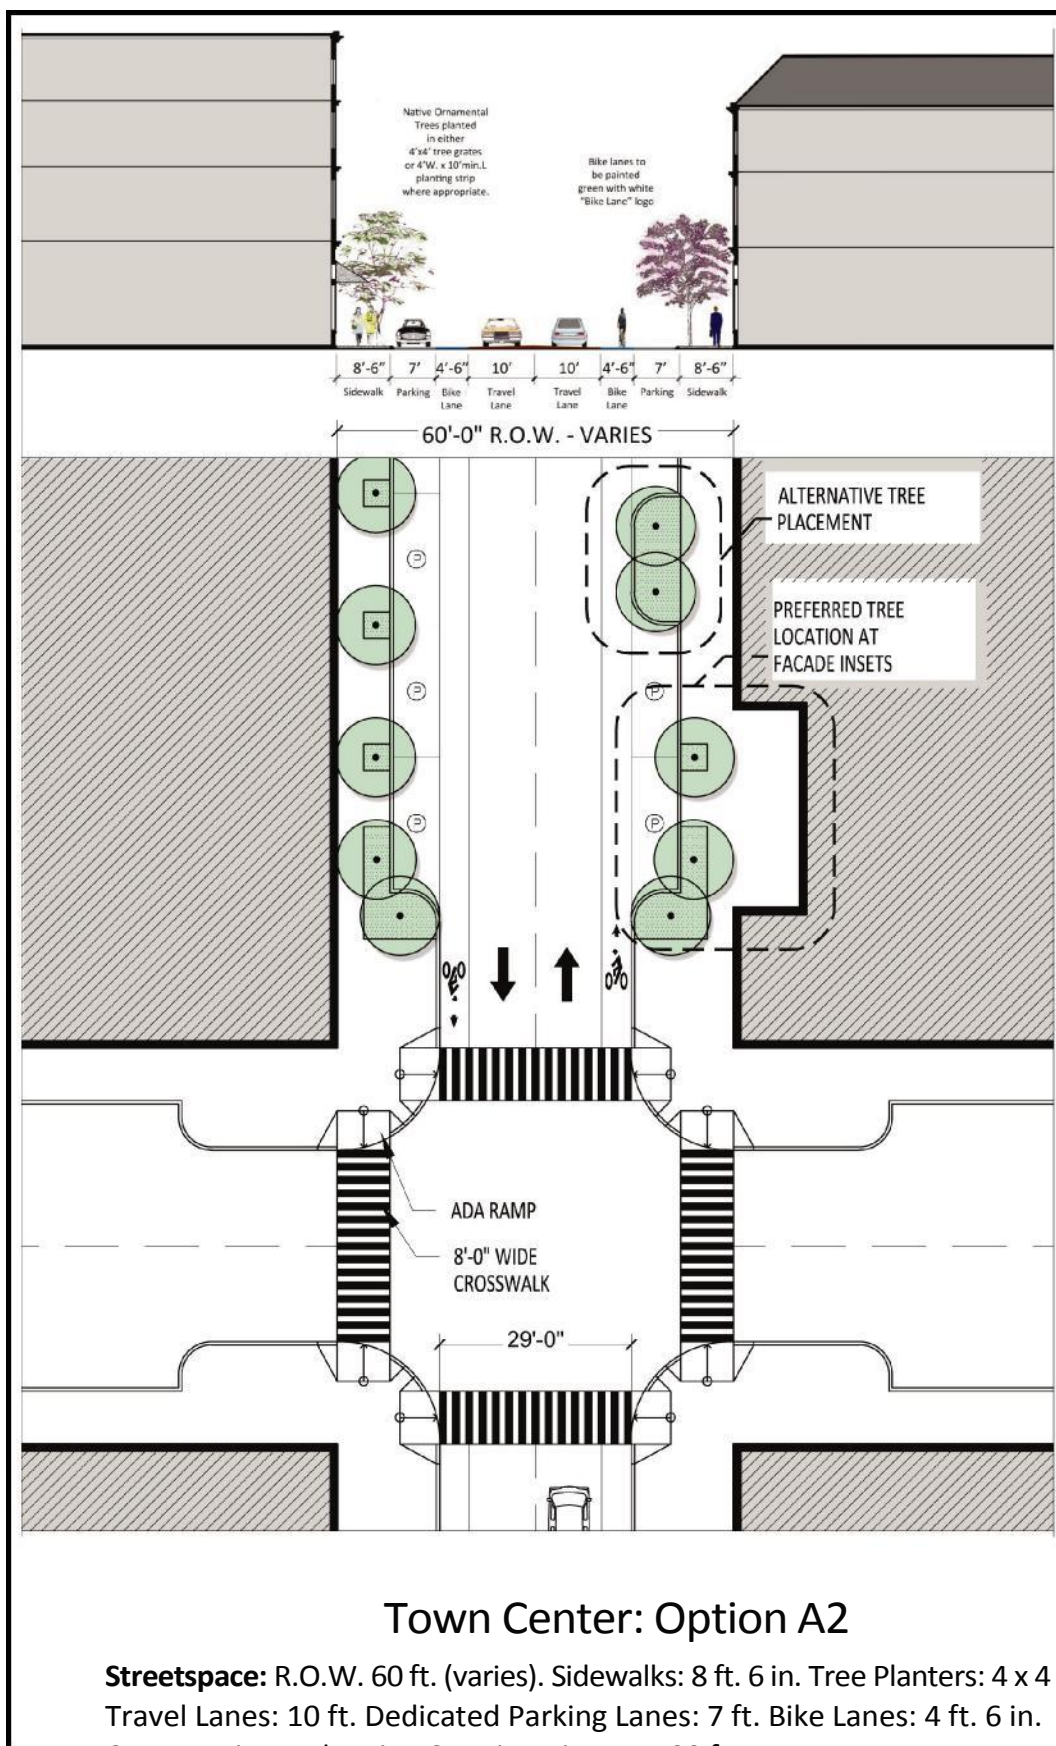 Native Ornamental
Trees planted
in either
4'x4' tree grates
or 4'W. x 10'min.L
planting strip
where appropriate.
Bike lanes to
be painted
green with white
"Bike Lane" logo
8'-6" 7' 4'-6" 10' 10' 4'-6" 7' 8'-6"
Sidewalk Parking Bike Lane Travel Lane Travel Lane Bike Lane Parking Sidewalk
60'-0" R.O.W. - VARIES
ALTERNATIVE TREE
PLACEMENT
P
PREFERRED TREE
LOCATION AT
FACADE INSETS
P P
P P
ADA RAMP
8'-0" WIDE
CROSSWALK
29'-0"
Town Center: Option A2
Streetspace: R.O.W. 60 ft. (varies). Sidewalks: 8 ft. 6 in. Tree Planters: 4 x 4
Travel Lanes: 10 ft. Dedicated Parking Lanes: 7 ft. Bike Lanes: 4 ft. 6 in.